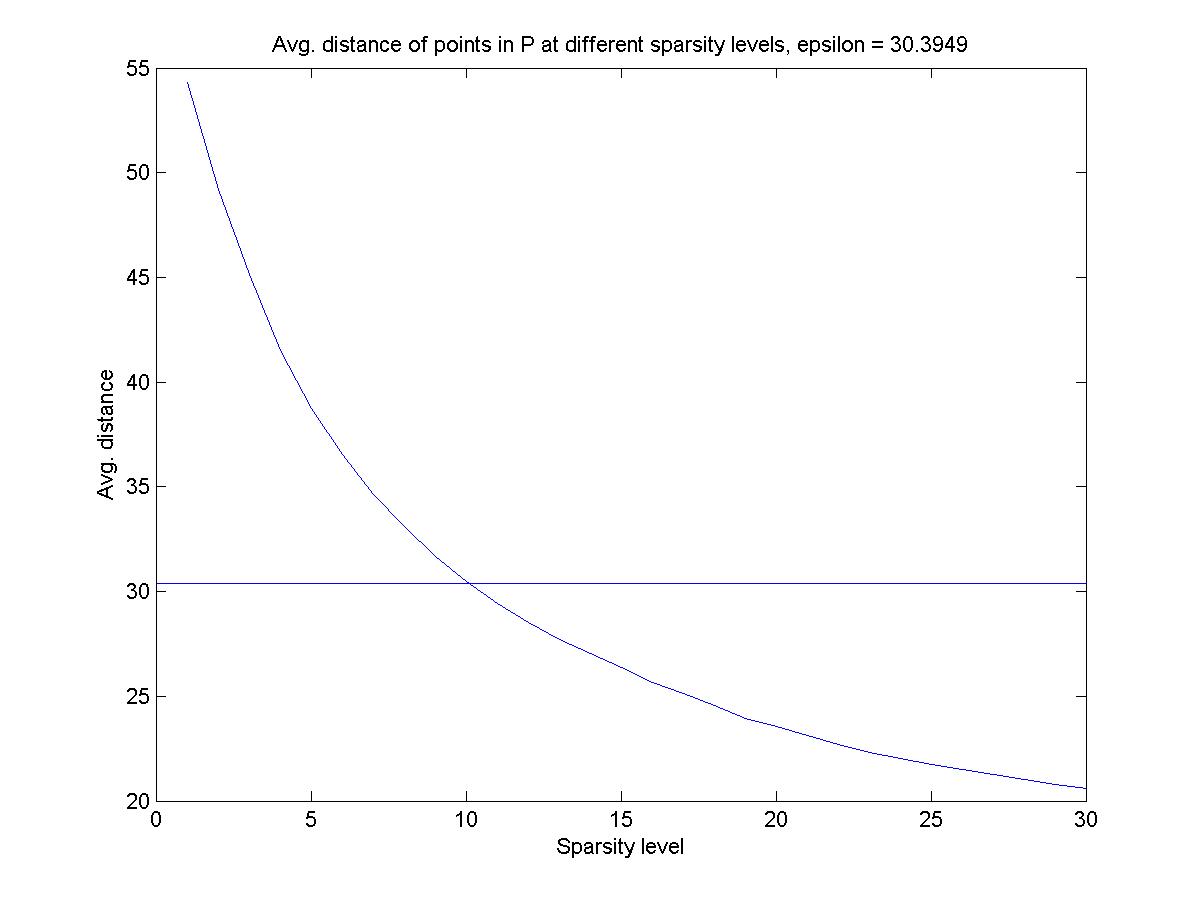 Avg. distance of points in P at different sparsity levels, epsilon = 30.3949
55
50
45
40
35
30
25
20
Avg. distance
0 5 10 15 20 25 30
Sparsity level